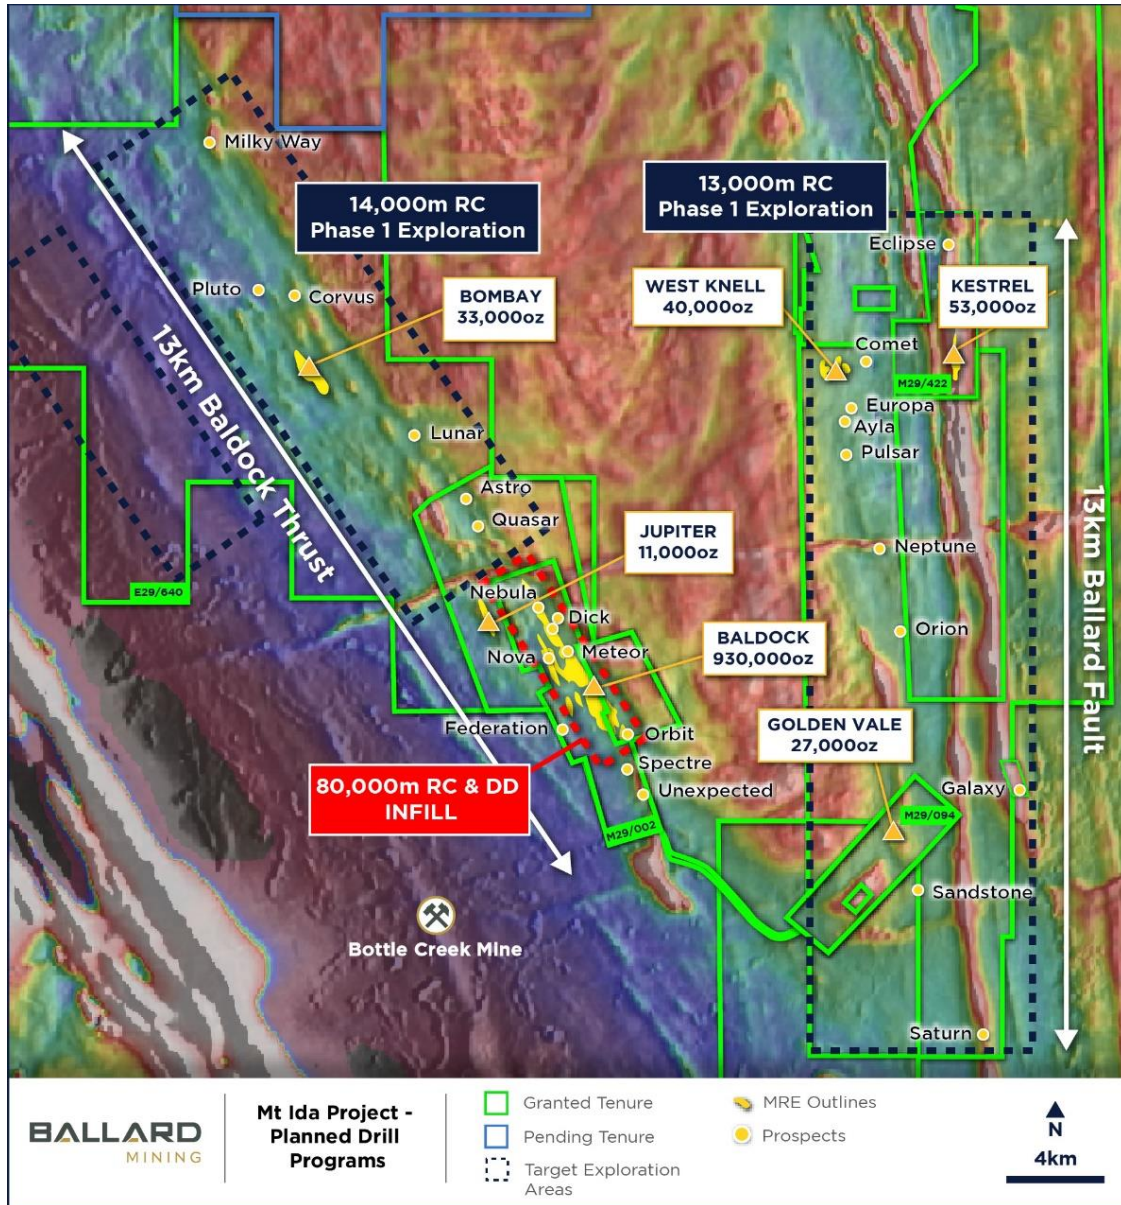 Milky Way
14,000m RC
Phase 1 Exploration
13,000m RC
Phase 1 Exploration
Eclipse
Pluto
Corvus
BOMBAY
33,000oz
WEST KNELL
40,000oz
KESTREL
53,000oz
Comet
M29/422
13km Baldock Thrust
Europa
Ayla
Lunar
Pulsar
Astro
Quasar
JUPITER
11,000oz
Neptune
13km Ballard Fault
E29/640
Nebula
Dick
Orion
Nova
Meteor
BALDOCK
930,000oz
Federation
Orbit
GOLDEN VALE
27,000oz
Spectre
80,000m RC & DD
INFILL
Unexpected
Galaxy
M29/002
M29/094
Sandstone
Bottle Creek Mine
Saturn
BALLARD
MINING
Mt Ida Project -
Planned Drill
Programs
Granted Tenure
Pending Tenure
Target Exploration
Areas
MRE Outlines
Prospects
N
4km